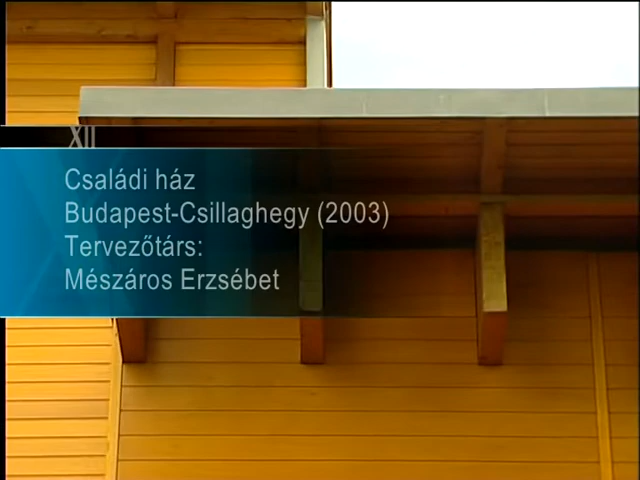 XII
Családi ház
Budapest-Csillaghegy (2003)
Tervezőtárs:
Mészáros Erzsébet